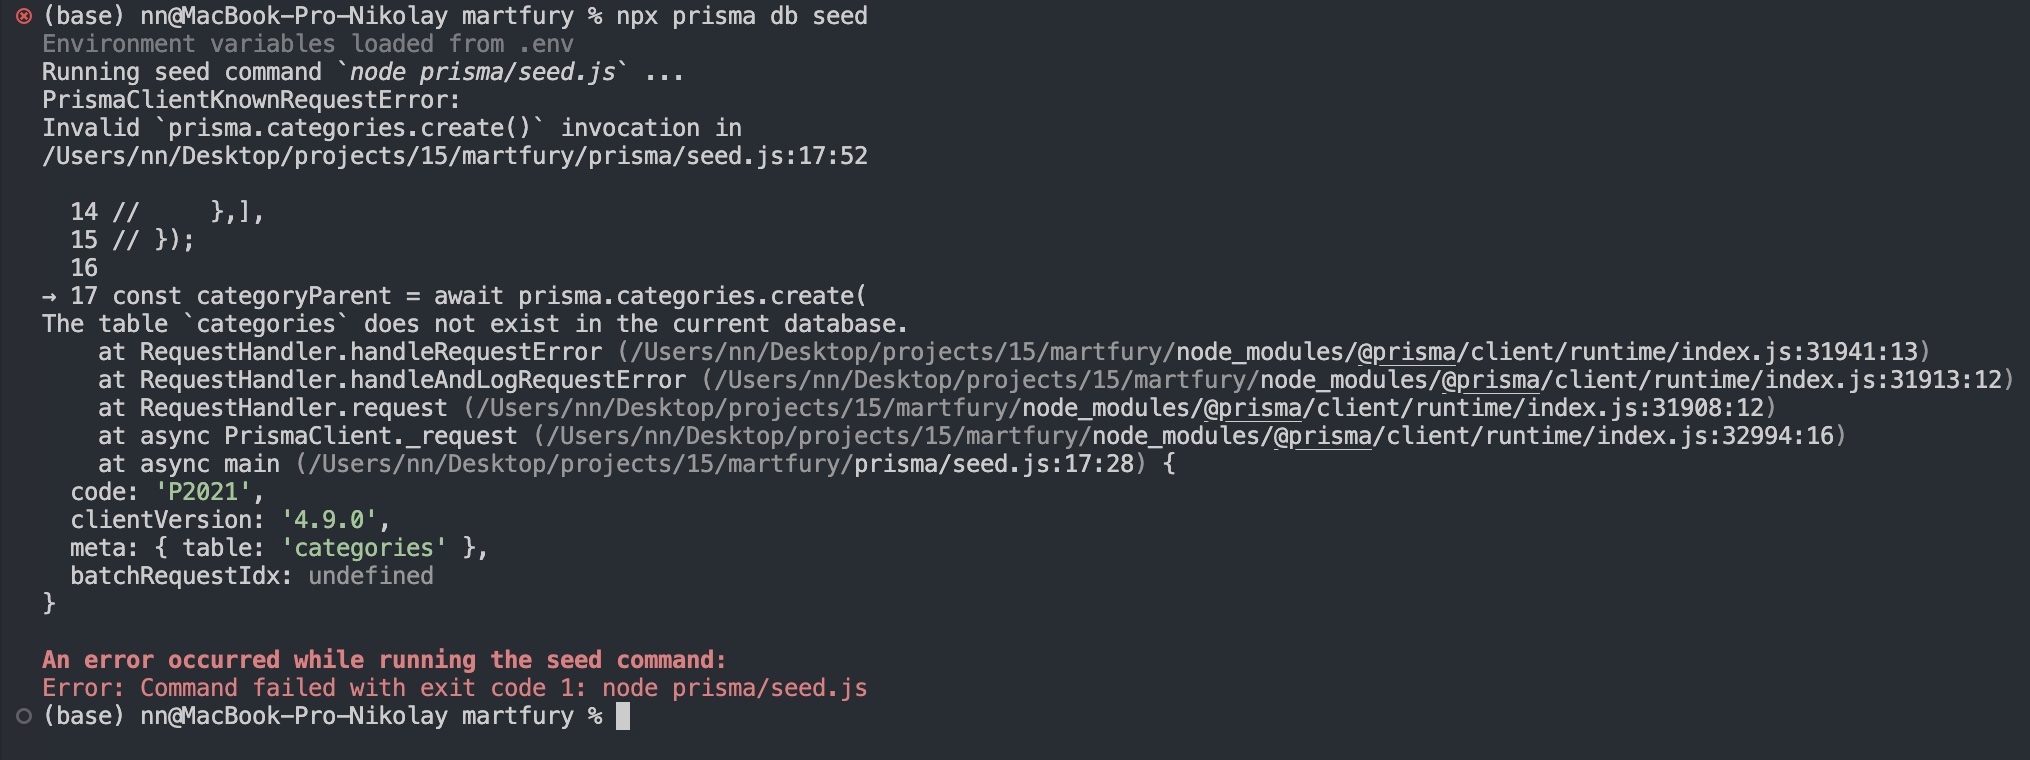 (base) nn@MacBook-Pro-Nikolay martfury % npx prisma db seed
Environment variables loaded from .env
Running seed command `node prisma/seed.js` ...
PrismaClientKnownRequestError:
Invalid `prisma.categories.create()` invocation in
/Users/nn/Desktop/projects/15/martfury/prisma/seed.js:17:52

  14 //     },],
  15 // });
  16
→ 17 const categoryParent = await prisma.categories.create(
The table `categories` does not exist in the current database.
    at RequestHandler.handleRequestError (/Users/nn/Desktop/projects/15/martfury/node_modules/@prisma/client/runtime/index.js:31941:13)
    at RequestHandler.handleAndLogRequestError (/Users/nn/Desktop/projects/15/martfury/node_modules/@prisma/client/runtime/index.js:31913:12)
    at RequestHandler.request (/Users/nn/Desktop/projects/15/martfury/node_modules/@prisma/client/runtime/index.js:31908:12)
    at async PrismaClient._request (/Users/nn/Desktop/projects/15/martfury/node_modules/@prisma/client/runtime/index.js:32994:16)
    at async main (/Users/nn/Desktop/projects/15/martfury/prisma/seed.js:17:28) {
  code: 'P2021',
  clientVersion: '4.9.0',
  meta: { table: 'categories' },
  batchRequestIdx: undefined
}

An error occurred while running the seed command:
Error: Command failed with exit code 1: node prisma/seed.js
(base) nn@MacBook-Pro-Nikolay martfury %